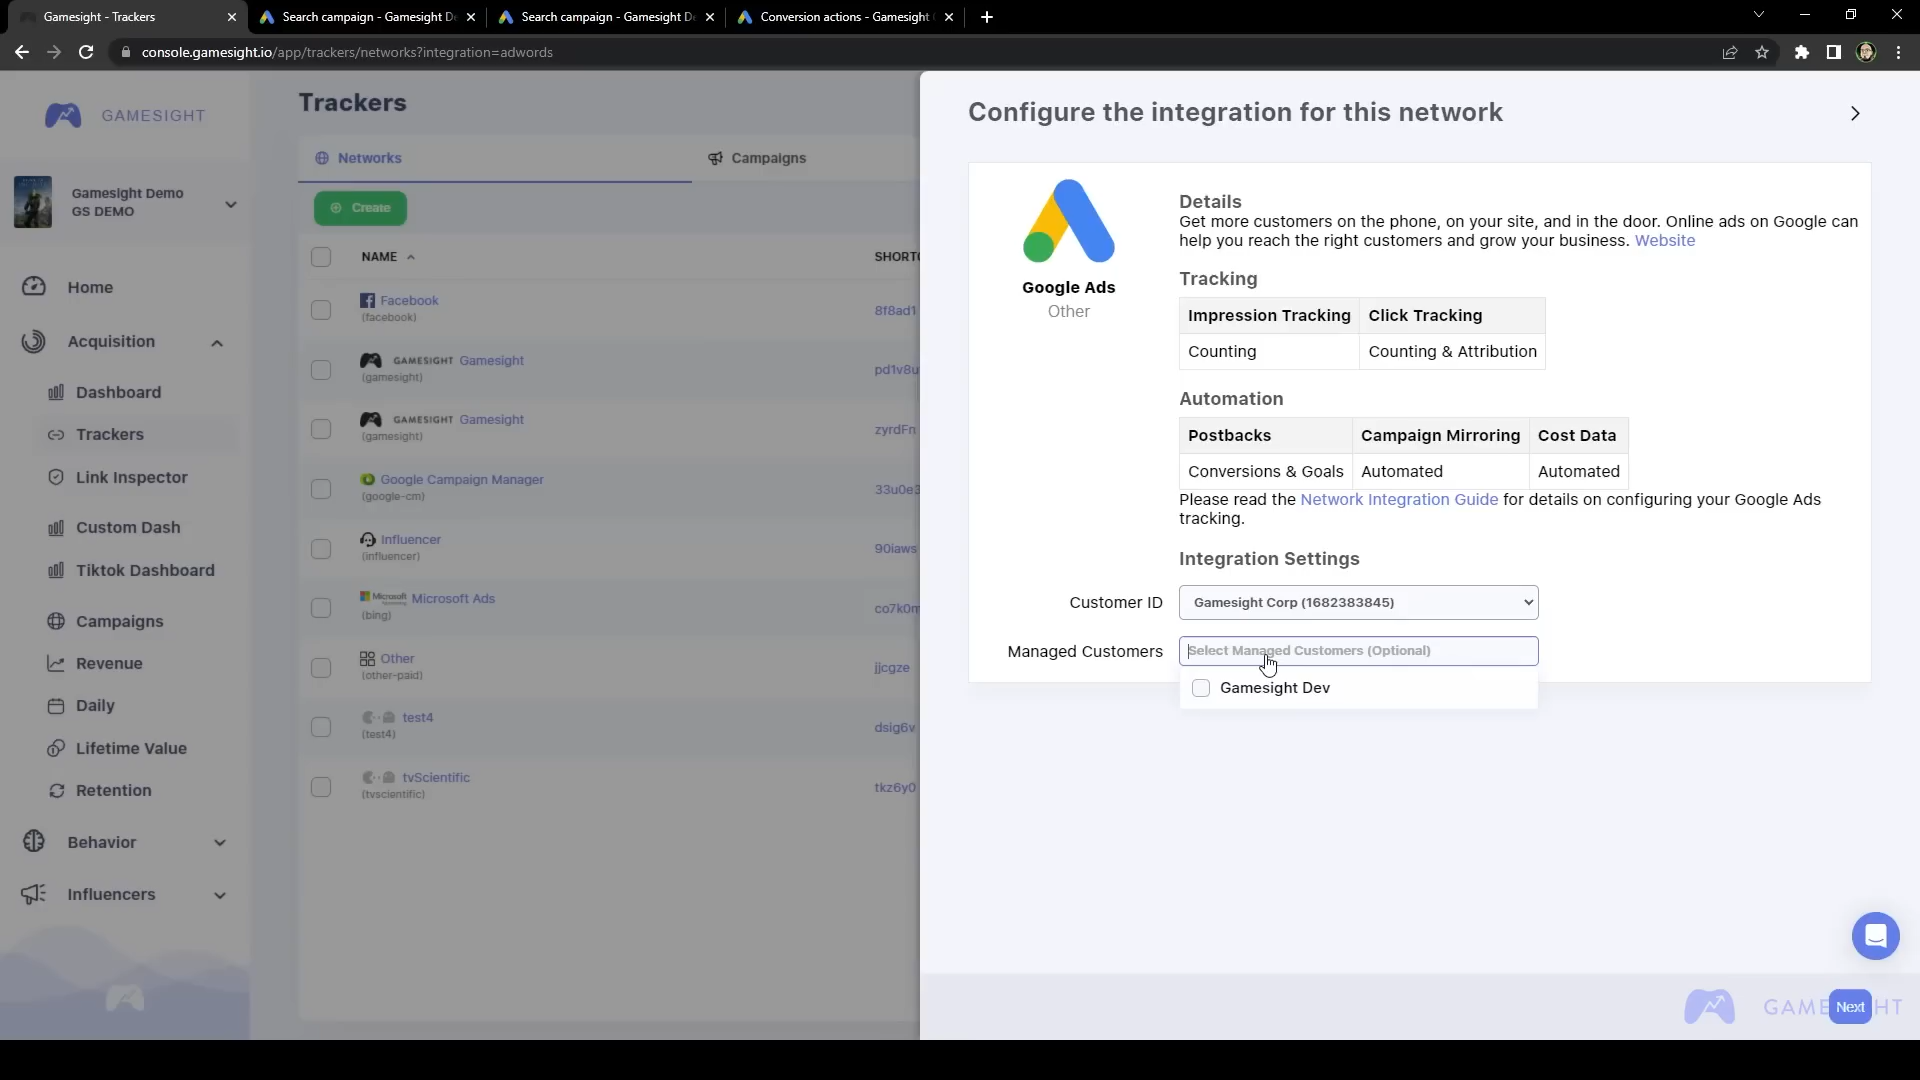 Gamesight - Trackers
Search campaign - Gamesight De
Search campaign - Gamesight De
Conversion actions - Gamesight
console.gamesight.io/app/trackers/networks?integration=adwords
GAMESIGHT
Gamesight Demo
GS DEMO
Home
Acquisition
Dashboard
Trackers
Link Inspector
Custom Dash
Tiktok Dashboard
Campaigns
Revenue
Daily
Lifetime Value
Retention
Behavior
Influencers
Trackers
Networks
Campaigns
Create
NAME
SHORTC
Facebook
(facebook)
8f8ad1
GAMESIGHT Gamesight
(gamesight)
pd1v8u
GAMESIGHT Gamesight
(gamesight)
zyrdFn
Google Campaign Manager
(google-cm)
33u0e3
Influencer
(influencer)
90iaws
Microsoft Microsoft Ads
(bing)
co7k0m
Other
(other-paid)
jjcgze
test4
(test4)
dsig6v
tvScientific
(tvscientific)
tkz6y0
Configure the integration for this network
Google Ads
Other
Details
Get more customers on the phone, on your site, and in the door. Online ads on Google can
help you reach the right customers and grow your business. Website
Tracking
Impression Tracking Click Tracking
Counting Counting & Attribution
Automation
Postbacks Campaign Mirroring Cost Data
Conversions & Goals Automated Automated
Please read the Network Integration Guide for details on configuring your Google Ads
tracking.
Integration Settings
Customer ID Gamesight Corp (1682383845)
Managed Customers Select Managed Customers (Optional)
Gamesight Dev
GAME Next HT